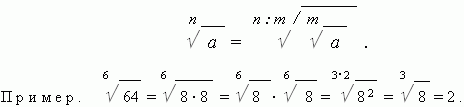 ⁿ√a = ⁿ:ᵐ√(ᵐ√a) .
Пример. ⁶√64 = ⁶√(8·8) = ⁶√8 · ⁶√8 = ³·²√(8²) = ³√8 = 2.